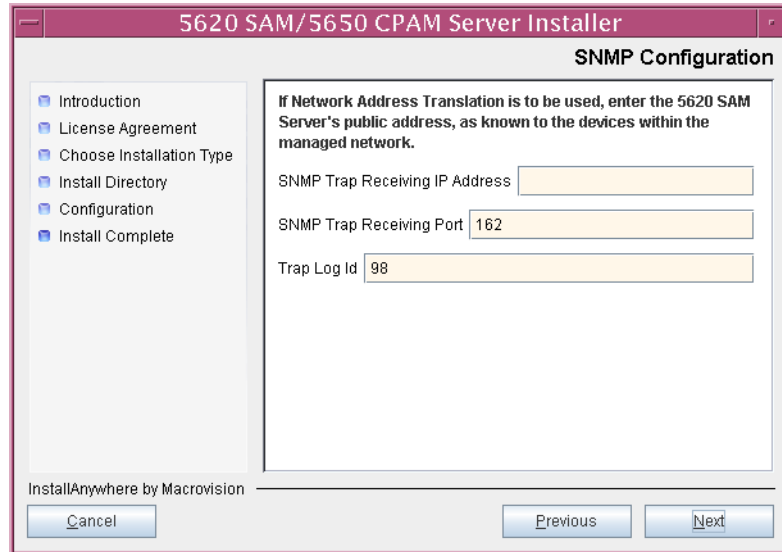 5620 SAM/5650 CPAM Server Installer
SNMP Configuration
Introduction
License Agreement
Choose Installation Type
Install Directory
Configuration
Install Complete
If Network Address Translation is to be used, enter the 5620 SAM
Server's public address, as known to the devices within the
managed network.
SNMP Trap Receiving IP Address
SNMP Trap Receiving Port 162
Trap Log Id 98
InstallAnywhere by Macrovision
Cancel Previous Next